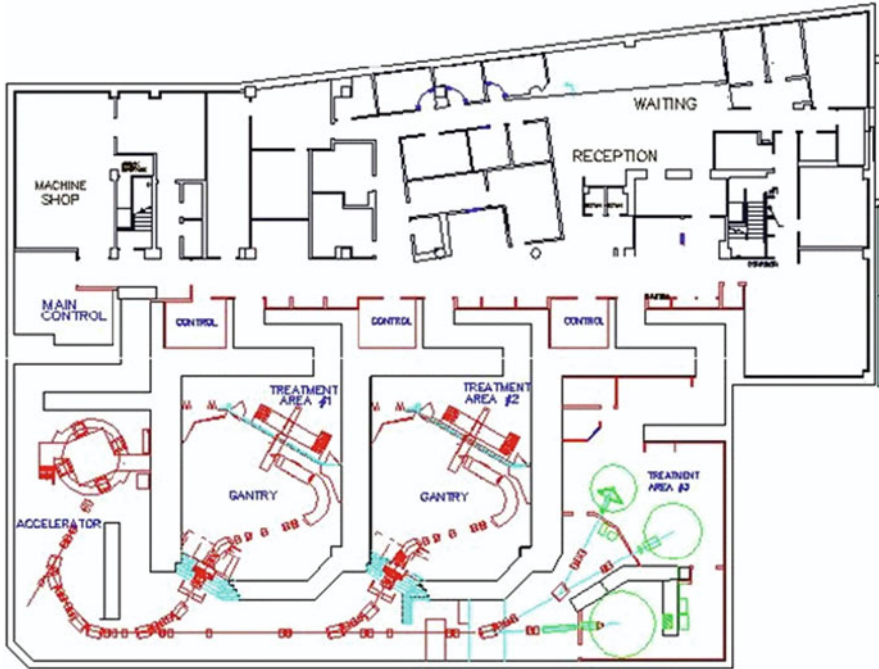 WAITING
RECEPTION
MACHINE
SHOP
MAIN
CONTROL
CONTROL
CONTROL
CONTROL
TREATMENT
AREA #1
TREATMENT
AREA #2
TREATMENT
AREA #3
GANTRY
GANTRY
ACCELERATOR